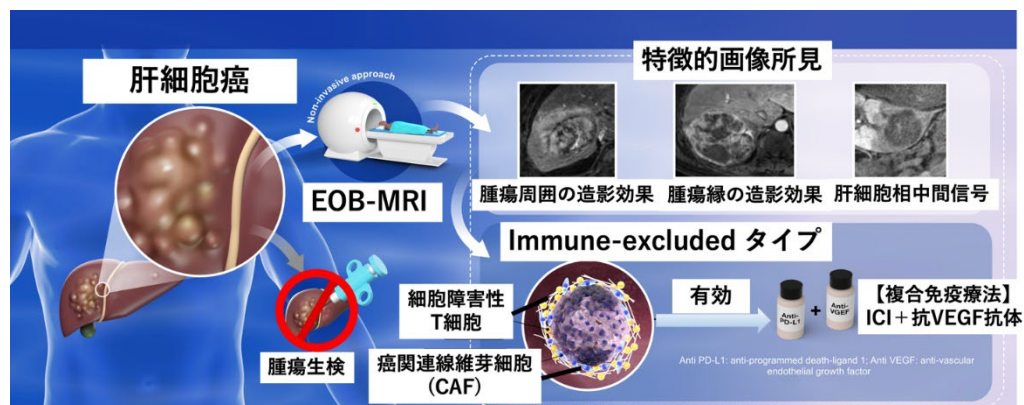 肝細胞癌
Non-invasive approach
EOB-MRI
腫瘍生検
特徴的画像所見
腫瘍周囲の造影効果
腫瘍縁の造影効果
肝細胞相中間信号
Immune-excluded タイプ
細胞障害性
T細胞
癌関連線維芽細胞
(CAF)
有効
Anti-
PD-L1
+
Anti-
VGEF
【複合免疫療法】
ICI+抗VEGF抗体
Anti PD-L1: anti-programmed death-ligand 1; Anti VEGF: anti-vascular
endothelial growth factor